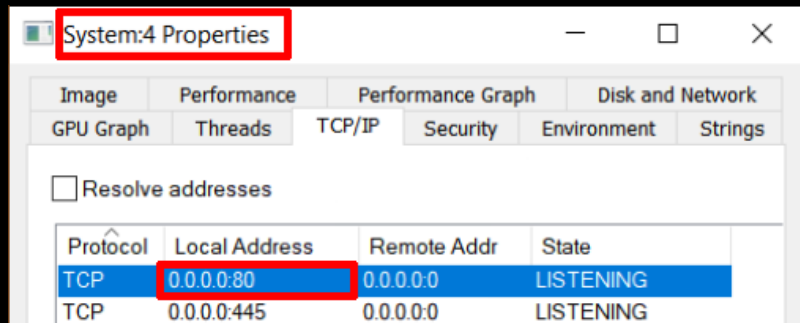 System:4 Properties
Image Performance Performance Graph Disk and Network
GPU Graph Threads TCP/IP Security Environment Strings
Resolve addresses
Protocol Local Address Remote Addr State
TCP 0.0.0.0:80 0.0.0.0:0 LISTENING
TCP 0.0.0.0:445 0.0.0.0:0 LISTENING